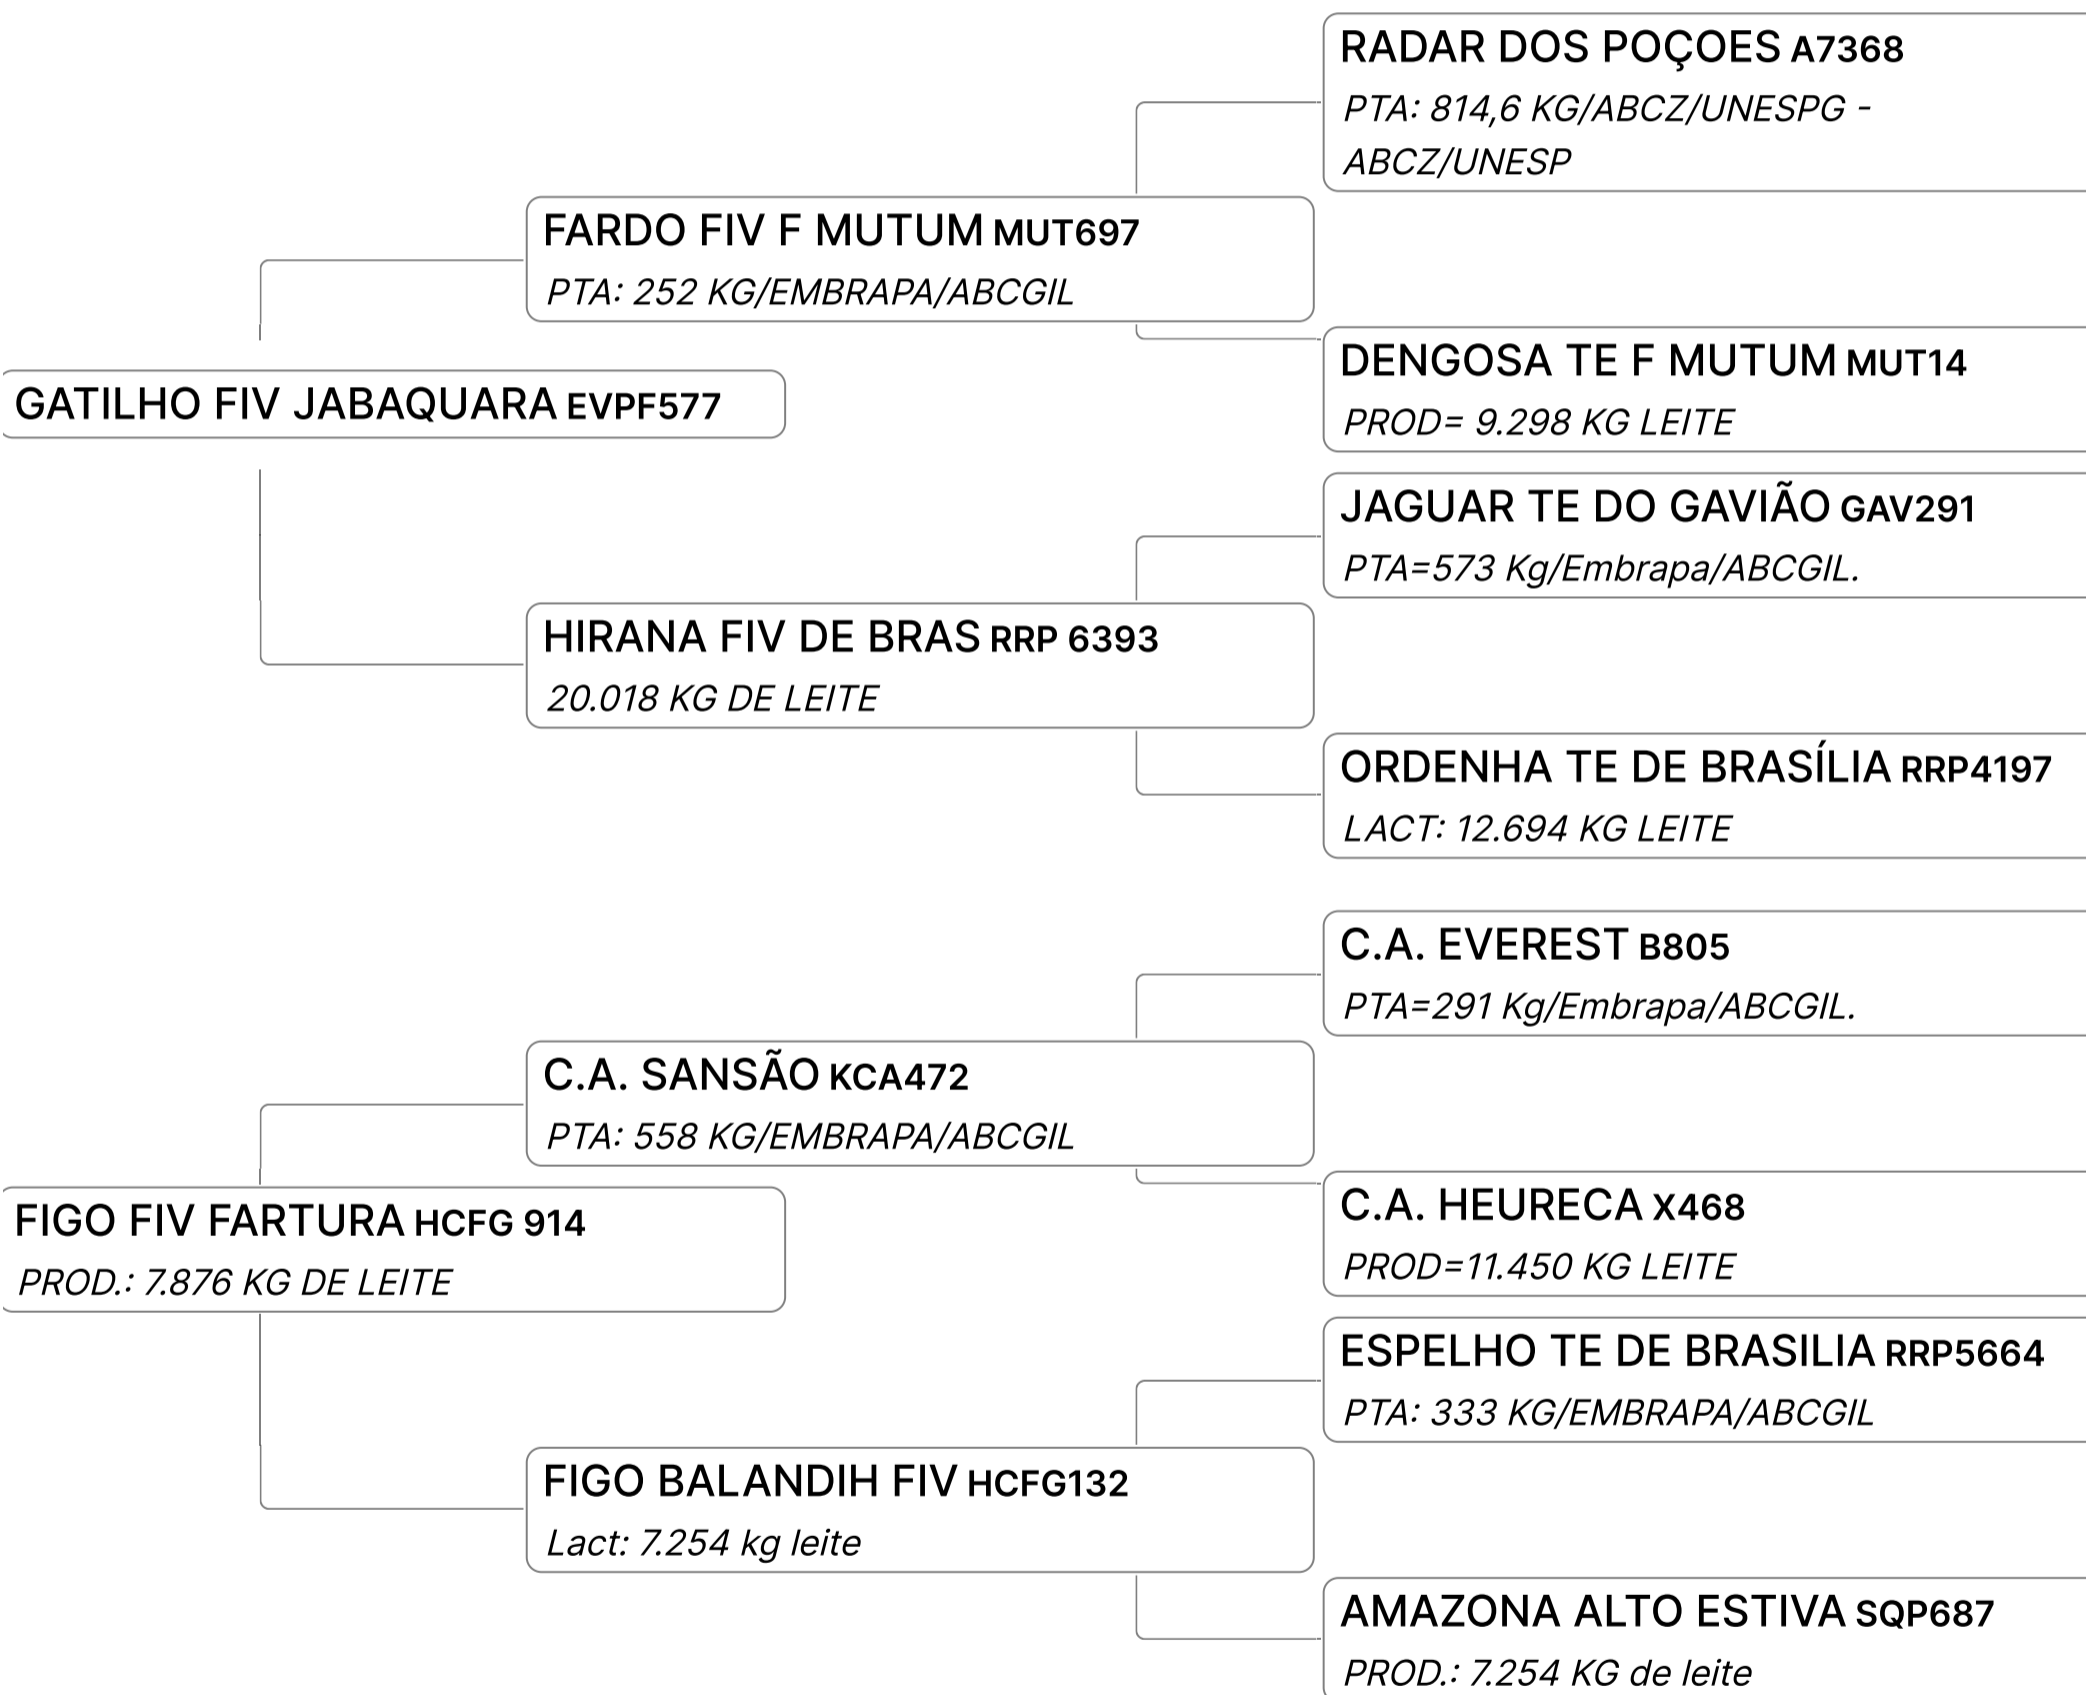 RADAR DOS POÇOES A7368
PTA: 814,6 KG/ABCZ/UNESPG -
ABCZ/UNESP
FARDO FIV F MUTUM MUT697
PTA: 252 KG/EMBRAPA/ABCGIL
DENGOSA TE F MUTUM MUT14
PROD= 9.298 KG LEITE
GATILHO FIV JABAQUARA EVPF577
JAGUAR TE DO GAVIÃO GAV291
PTA=573 Kg/Embrapa/ABCGIL.
HIRANA FIV DE BRAS RRP 6393
20.018 KG DE LEITE
ORDENHA TE DE BRASÍLIA RRP4197
LACT: 12.694 KG LEITE
C.A. EVEREST B805
PTA=291 Kg/Embrapa/ABCGIL.
C.A. SANSÃO KCA472
PTA: 558 KG/EMBRAPA/ABCGIL
C.A. HEURECA X468
PROD=11.450 KG LEITE
FIGO FIV FARTURA HCFG 914
PROD.: 7.876 KG DE LEITE
ESPELHO TE DE BRASILIA RRP5664
PTA: 333 KG/EMBRAPA/ABCGIL
FIGO BALANDIH FIV HCFG132
Lact: 7.254 kg leite
AMAZONA ALTO ESTIVA SQP687
PROD.: 7.254 KG de leite